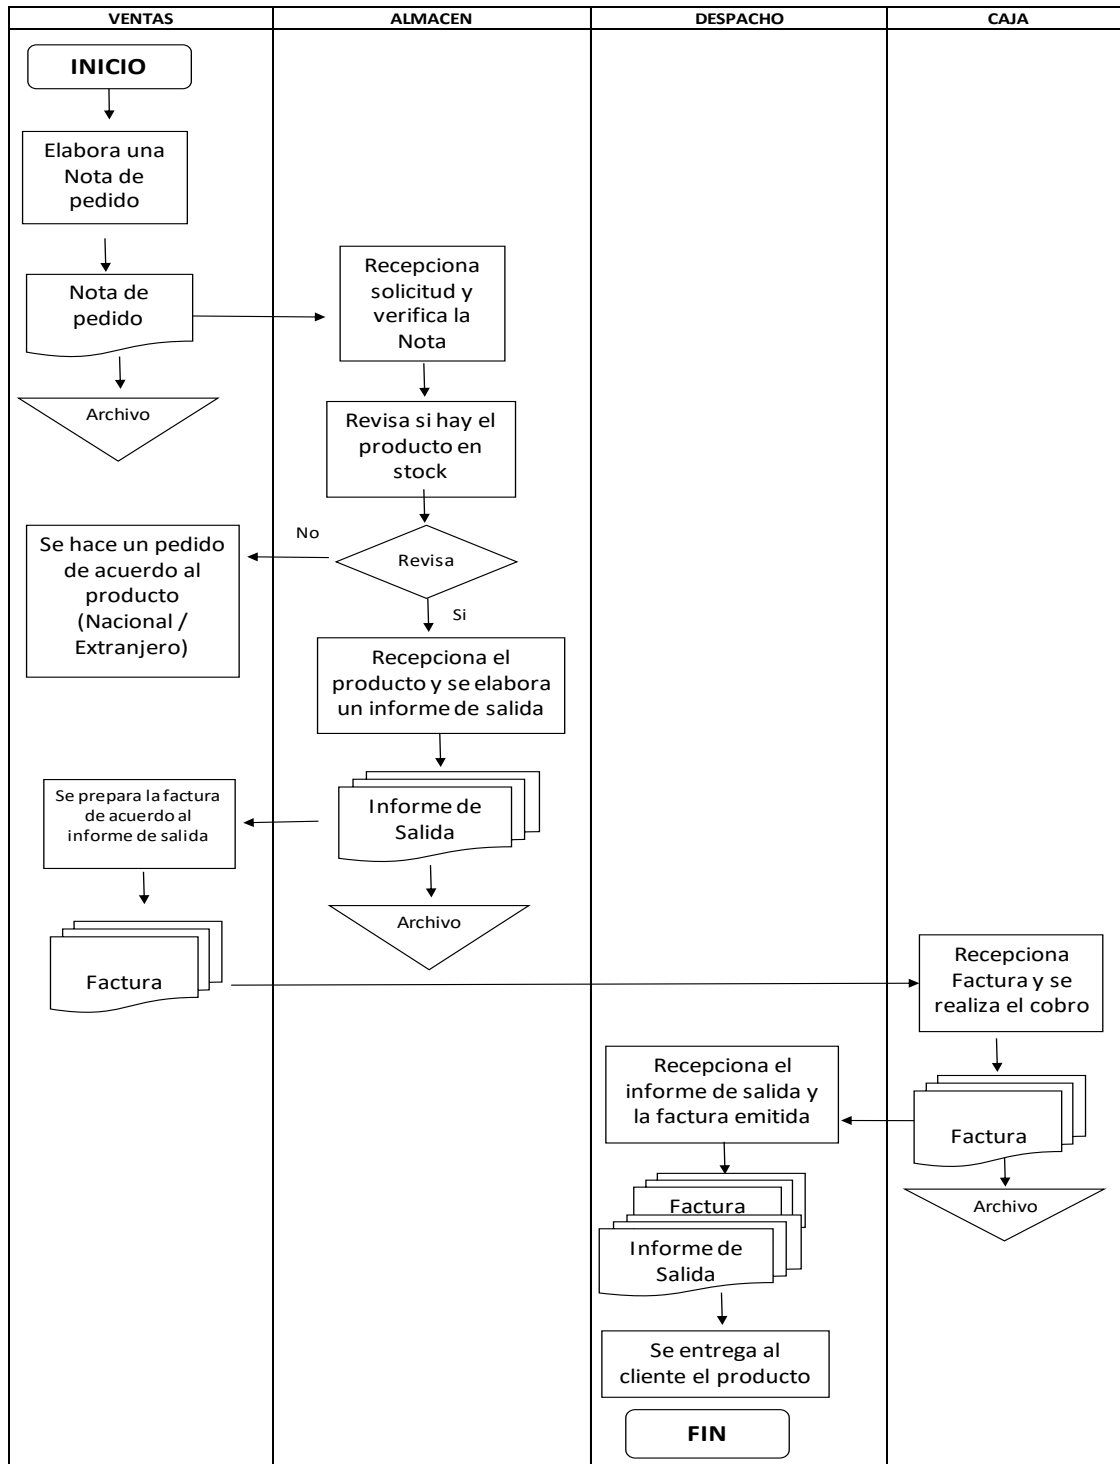 VENTAS
ALMACEN
DESPACHO
CAJA
INICIO
Elabora una
Nota de
pedido
Nota de
pedido
Archivo
Recepciona
solicitud y
verifica la
Nota
Revisa si hay el
producto en
stock
Revisa
No
Si
Se hace un pedido
de acuerdo al
producto
(Nacional /
Extranjero)
Recepciona el
producto y se elabora
un informe de salida
Informe de
Salida
Archivo
Se prepara la factura
de acuerdo al
informe de salida
Factura
Recepciona
Factura y se
realiza el cobro
Factura
Archivo
Recepciona el
informe de salida y
la factura emitida
Factura
Informe de
Salida
Se entrega al
cliente el producto
FIN